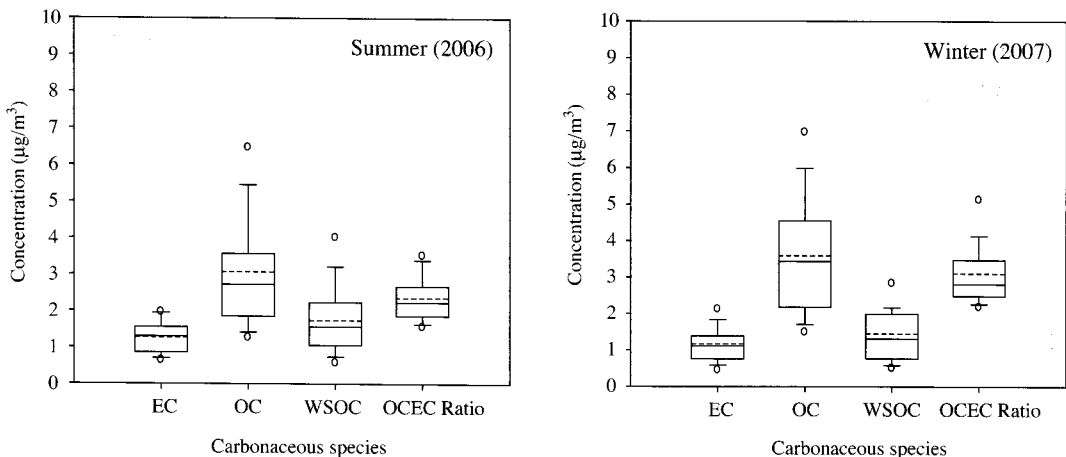 Summer (2006)
Concentration (µg/m³)
10
9
8
7
6
5
4
3
2
1
0
EC OC WSOC OCEC Ratio
Carbonaceous species
Winter (2007)
Concentration (µg/m³)
10
9
8
7
6
5
4
3
2
1
0
EC OC WSOC OCEC Ratio
Carbonaceous species